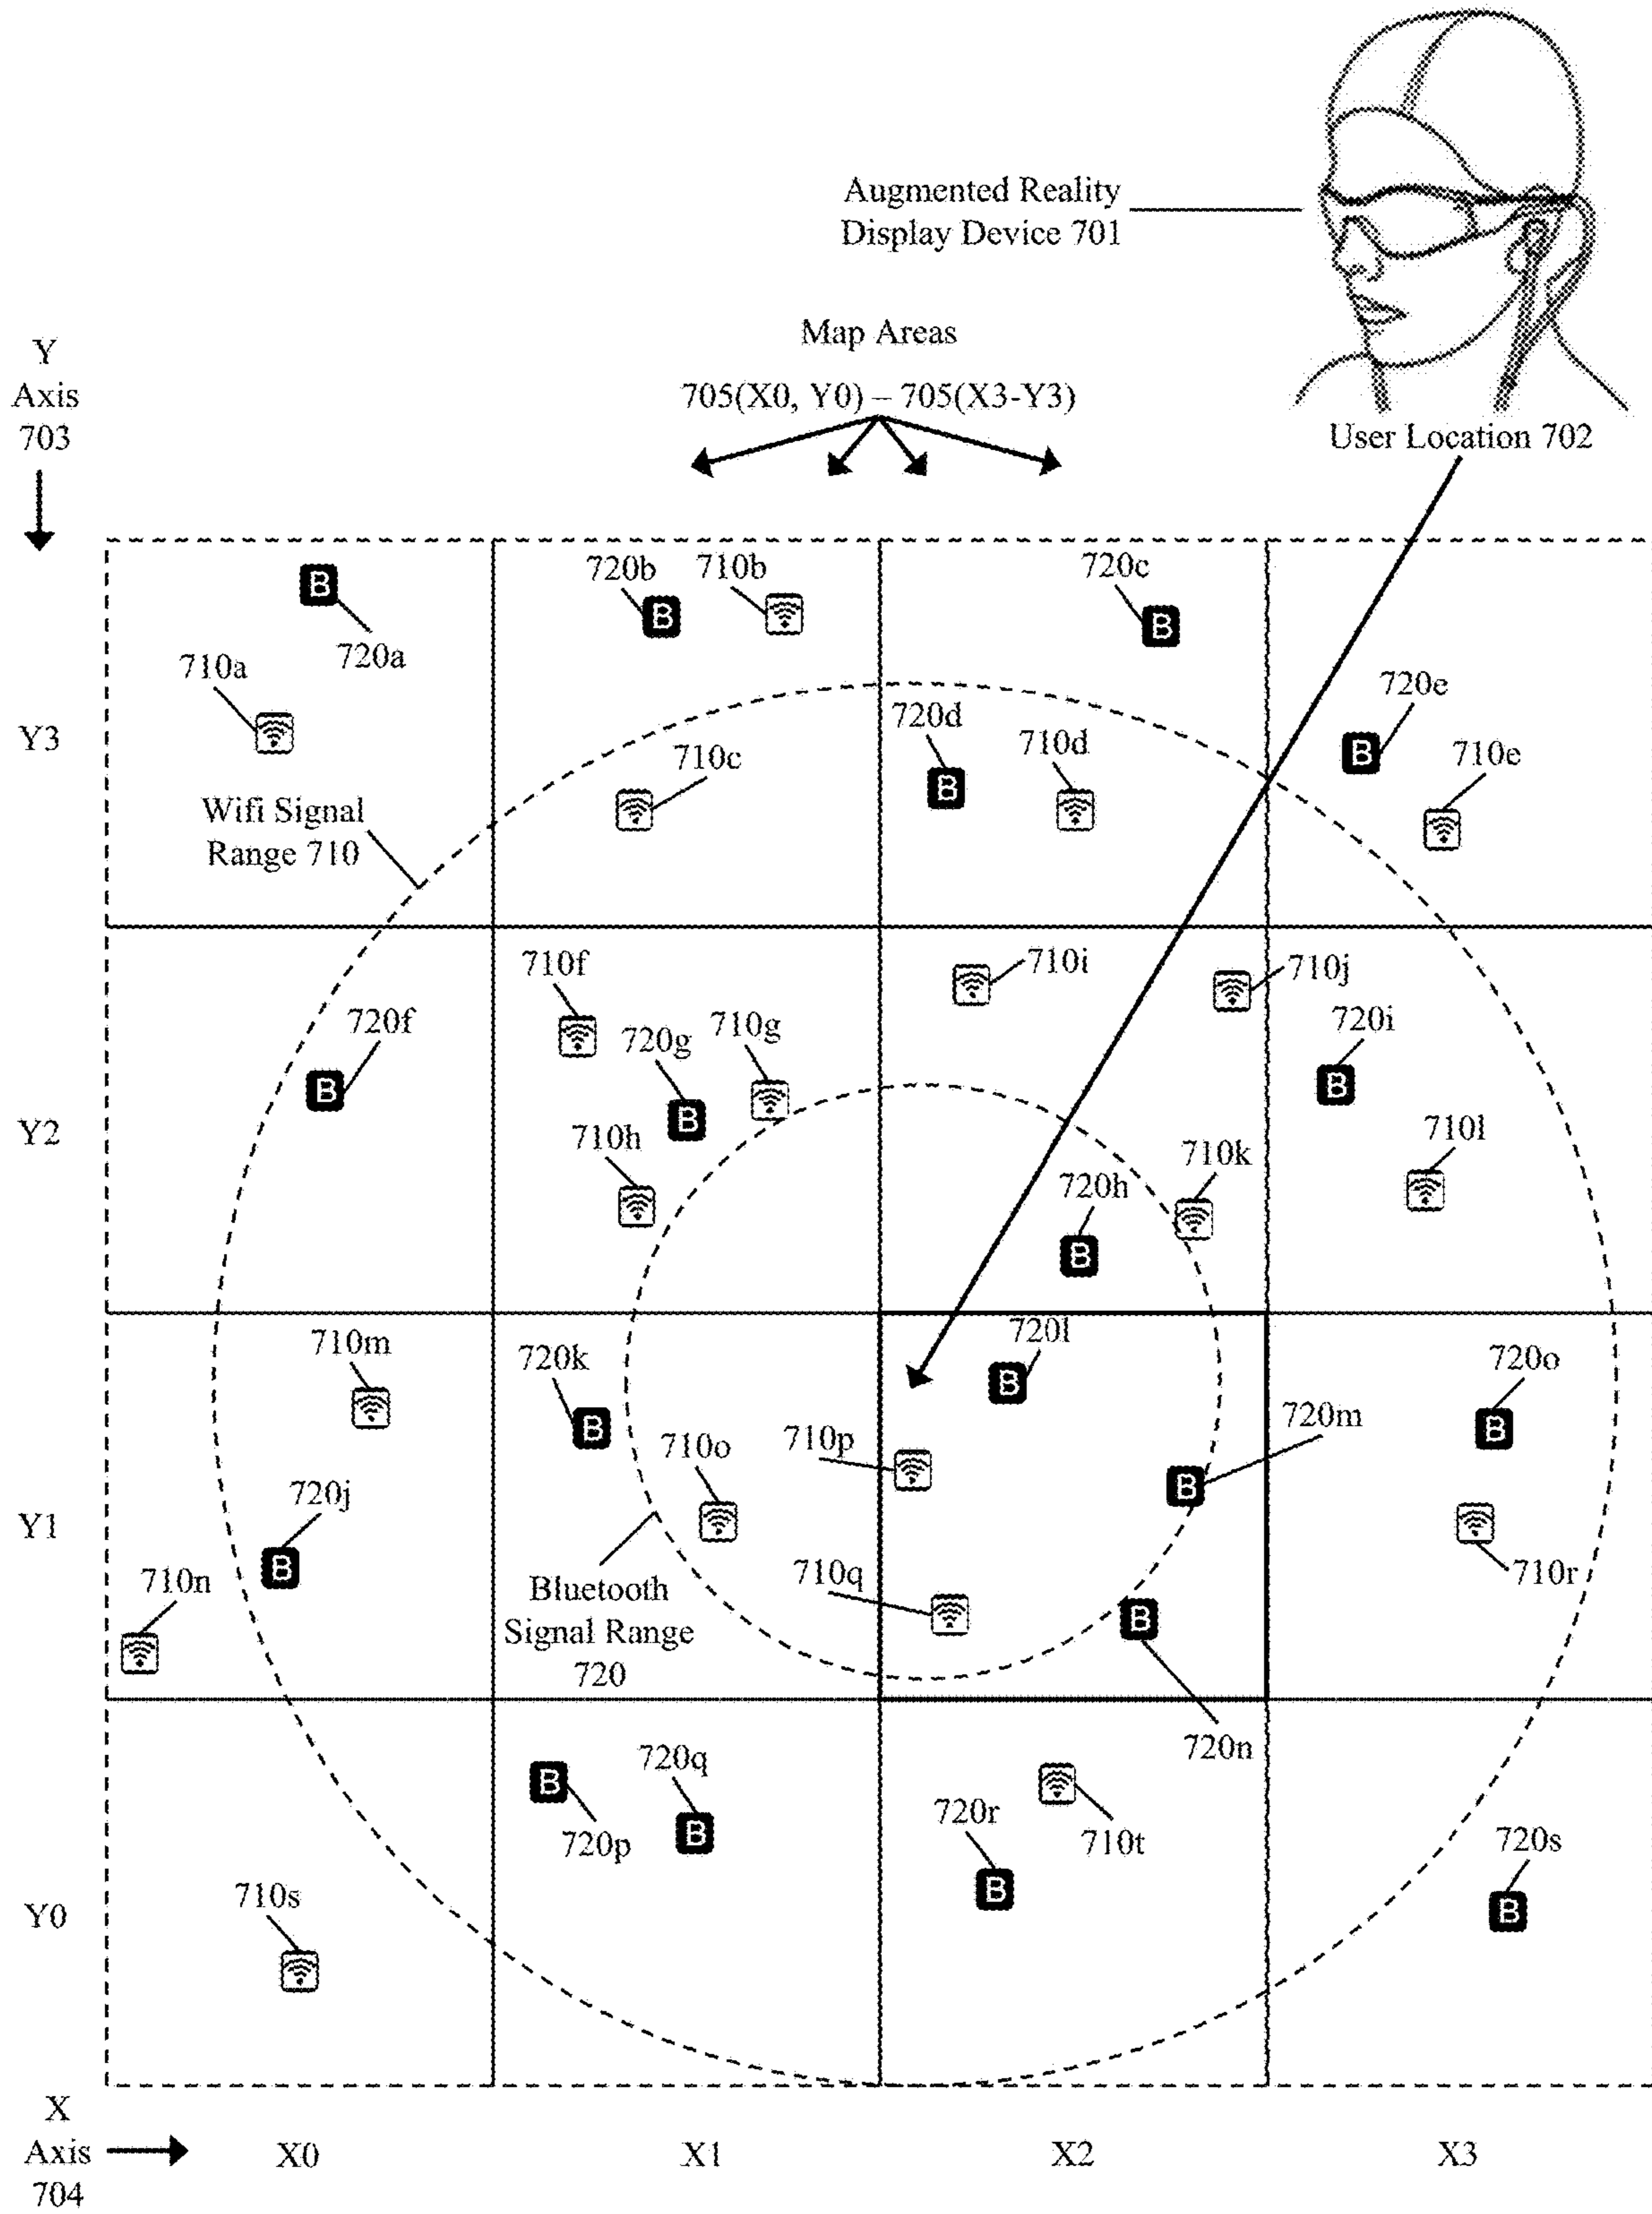 Augmented Reality
Display Device 701
Map Areas
705(X0, Y0) – 705(X3-Y3)
User Location 702
Y
Axis
703
720b
710b
720c
B
B
B
B
720a
710a
720e
720d
710d
710e
Y3
710c
B
B
Wifi Signal
Range 710
710f
710i
710j
720f
720g
710g
720i
B
B
B
Y2
710h
710l
710k
720h
B
710m
720k
720l
720o
B
B
B
720m
710p
710o
B
720j
Y1
B
710n
710q
710r
Bluetooth
Signal Range
720
B
720n
720q
B
720p
B
720r
710t
720s
B
B
710s
Y0
X
Axis
704
X0
X1
X2
X3